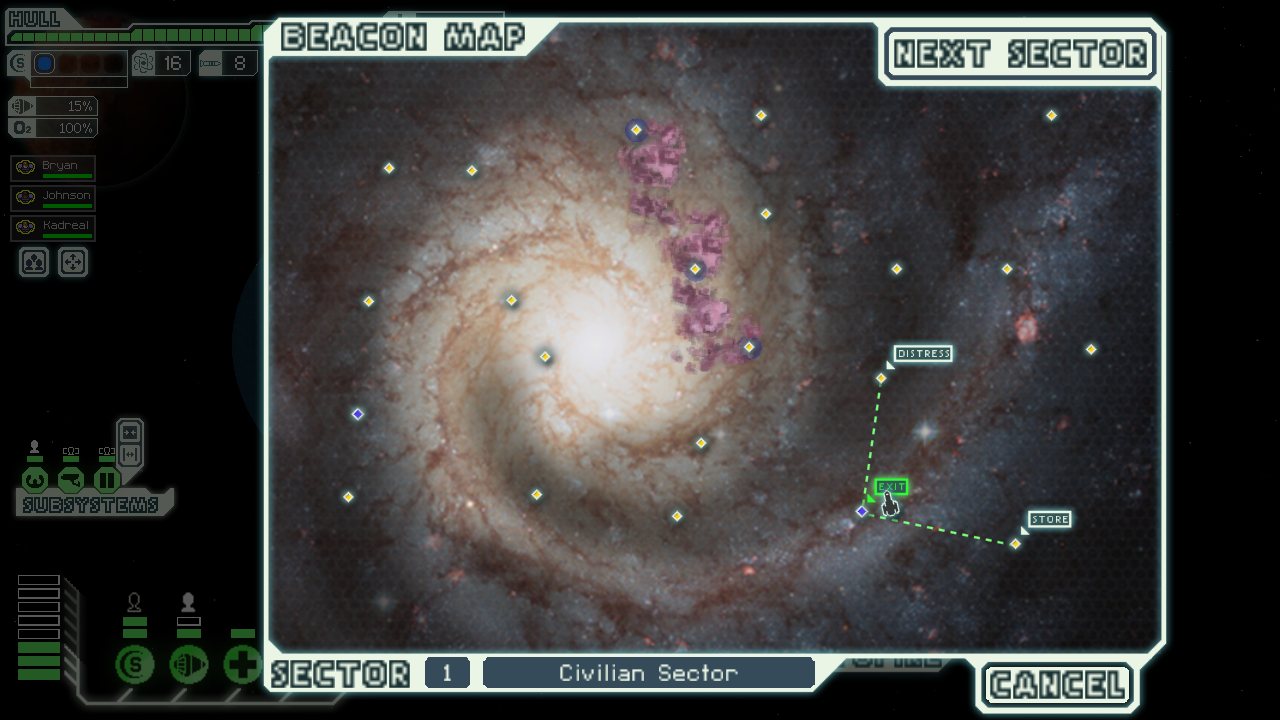 HULL
BEACON MAP
NEXT SECTOR
16
8
15%
O2 100%
Bryan
Johnson
Kadreal
DISTRESS
EXIT
STORE
SUBSYSTEMS
SECTOR 1 Civilian Sector
CANCEL